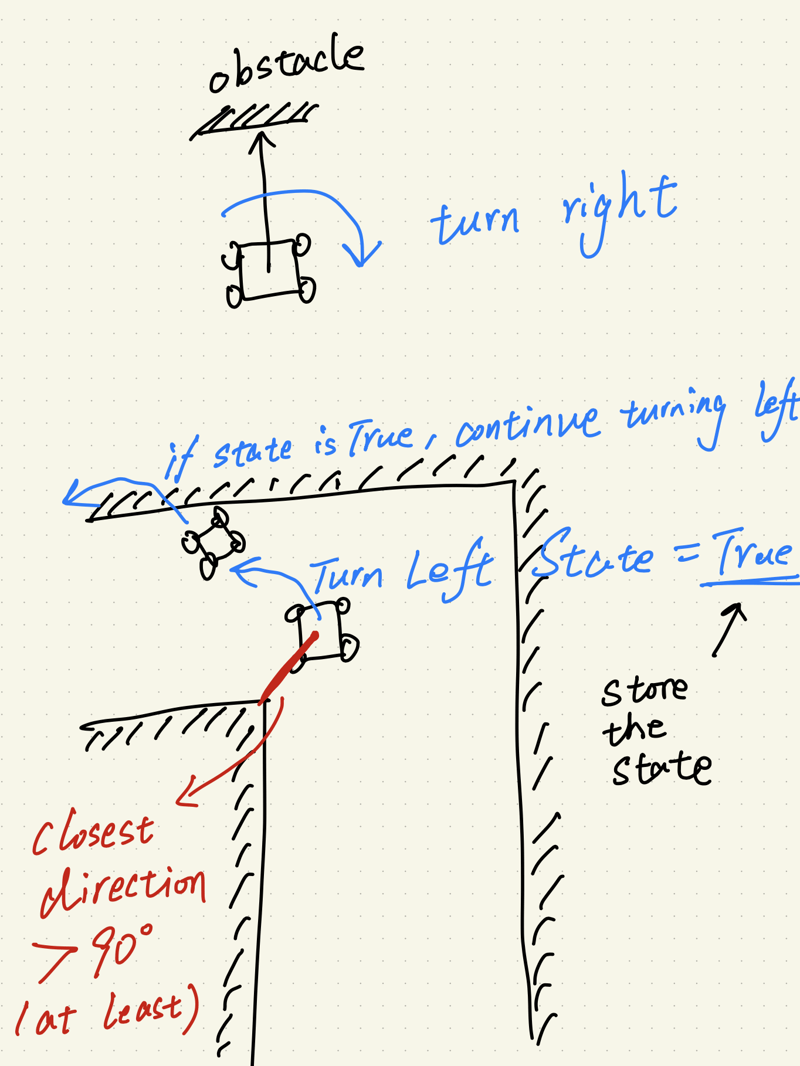 obstacle
turn right
if state is True, continue turning left
Turn Left State = True
store
the
state
closest
direction
> 90°
(at least)